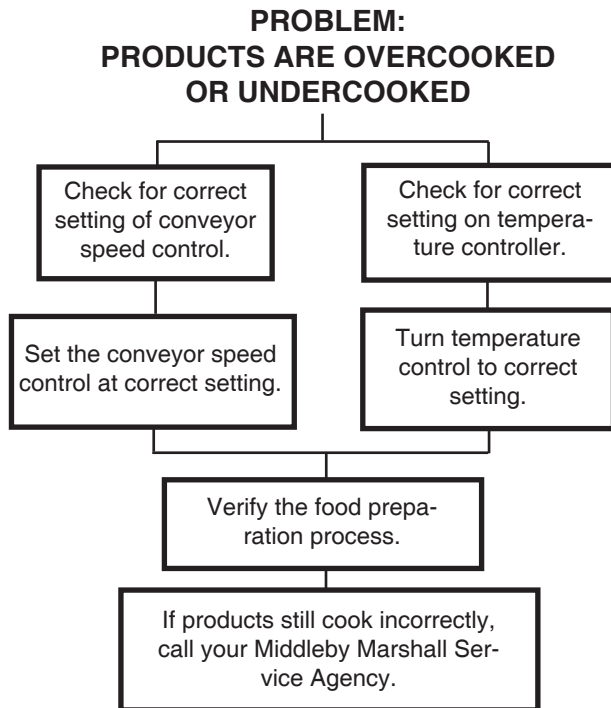 PROBLEM:
PRODUCTS ARE OVERCOOKED
OR UNDERCOOKED
Check for correct
setting of conveyor
speed control.
Check for correct
setting on tempera-
ture controller.
Set the conveyor speed
control at correct setting.
Turn temperature
control to correct
setting.
Verify the food prepa-
ration process.
If products still cook incorrectly,
call your Middleby Marshall Ser-
vice Agency.